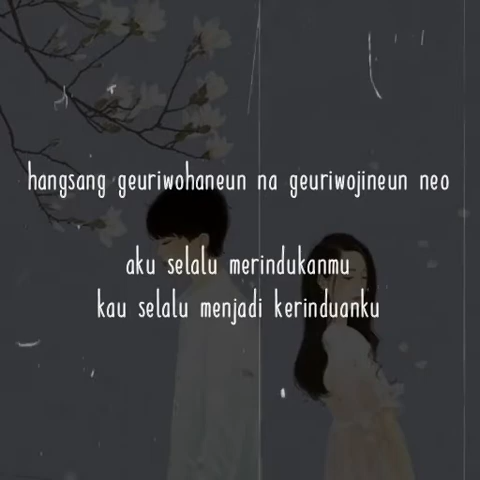 hangsang geuriwohaneun na geuriwojineun neo
aku selalu merindukanmu
kau selalu menjadi kerinduanku